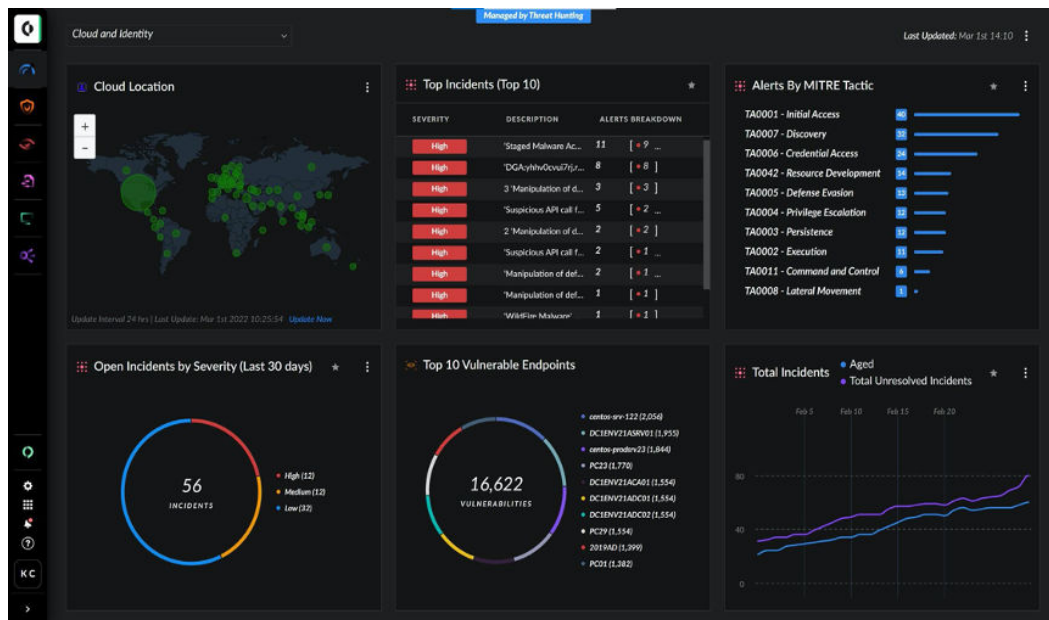 Managed by Threat Hunting
Cloud and Identity
Last Updated: Mar 1st 14:10
Cloud Location
+
-
Update Interval 24 hrs | Last Update: Mar 1st 2022 10:25:54 Update Now
Top Incidents (Top 10)
SEVERITY DESCRIPTION ALERTS BREAKDOWN
High 'Staged Malware Ac... 11 [ • 9 ...
High 'DGA:yhhv0cvui7rj.r... 8 [ • 8 ]
High 3 'Manipulation of d... 3 [ • 3 ]
High 'Suspicious API call f... 5 [ • 2 ...
High 2 'Manipulation of d... 2 [ • 2 ]
High 'Suspicious API call f... 2 [ • 1 ...
High 'Manipulation of def... 2 [ • 1 ...
High 'Manipulation of def... 1 [ • 1 ]
High 'WildFire Malware' 1 [ • 1 ]
Alerts By MITRE Tactic
TA0001 - Initial Access 40
TA0007 - Discovery 32
TA0006 - Credential Access 24
TA0042 - Resource Development 14
TA0005 - Defense Evasion 13
TA0004 - Privilege Escalation 12
TA0003 - Persistence 12
TA0002 - Execution 11
TA0011 - Command and Control 6
TA0008 - Lateral Movement 1
Open Incidents by Severity (Last 30 days)
56
INCIDENTS
High (12)
Medium (12)
Low (32)
Top 10 Vulnerable Endpoints
16,622
VULNERABILITIES
centos-srv-122 (2,056)
DC1ENV21ASRV01 (1,955)
centos-prodsrv23 (1,844)
PC23 (1,770)
DC1ENV21ACA01 (1,554)
DC1ENV21ADC01 (1,554)
DC1ENV21ADC02 (1,554)
PC29 (1,554)
2019AD (1,399)
PC01 (1,382)
Total Incidents
Aged
Total Unresolved Incidents
Feb 5 Feb 10 Feb 15 Feb 20
80
40
0
?
KC